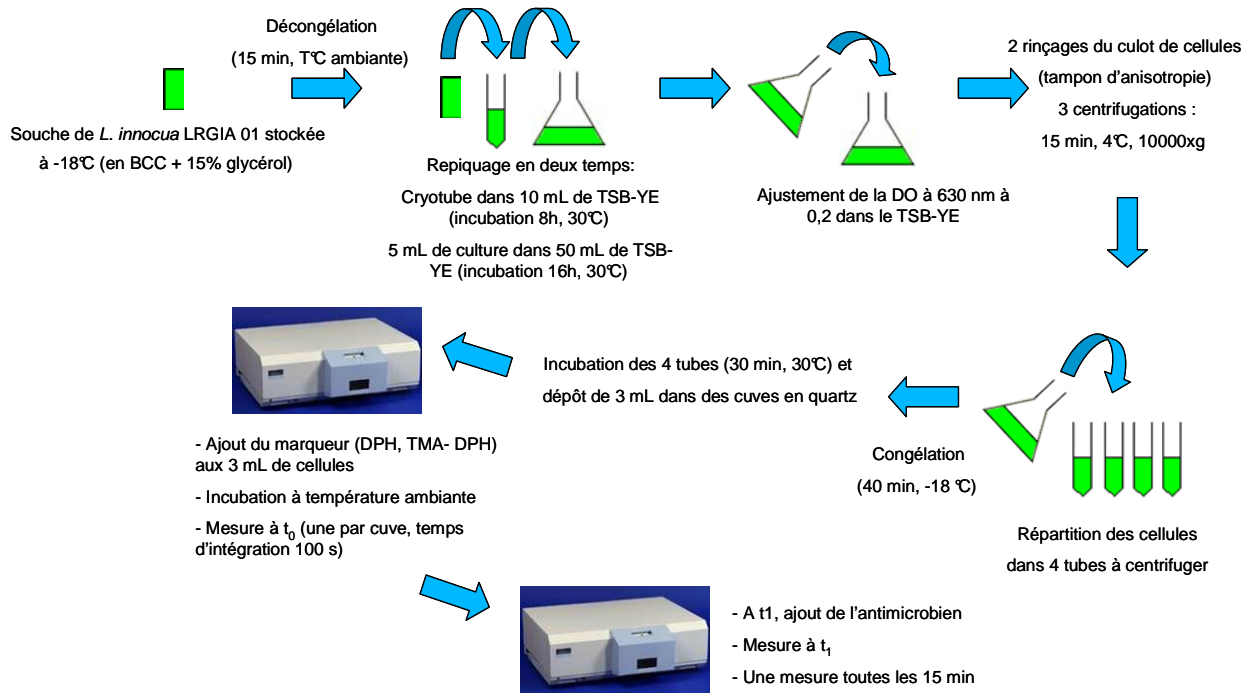 Décongélation
(15 min, T°C ambiante)
Souche de L. innocua LRGIA 01 stockée
à -18°C (en BCC + 15% glycérol)
Repiquage en deux temps:
Cryotube dans 10 mL de TSB-YE
(incubation 8h, 30°C)
5 mL de culture dans 50 mL de TSB-
YE (incubation 16h, 30°C)
Ajustement de la DO à 630 nm à
0,2 dans le TSB-YE
2 rinçages du culot de cellules
(tampon d'anisotropie)
3 centrifugations :
15 min, 4°C, 10000xg
Répartition des cellules
dans 4 tubes à centrifuger
Congélation
(40 min, -18 °C)
Incubation des 4 tubes (30 min, 30°C) et
dépôt de 3 mL dans des cuves en quartz
- Ajout du marqueur (DPH, TMA- DPH)
aux 3 mL de cellules
- Incubation à température ambiante
- Mesure à t0 (une par cuve, temps
d'intégration 100 s)
- A t1, ajout de l'antimicrobien
- Mesure à t1
- Une mesure toutes les 15 min